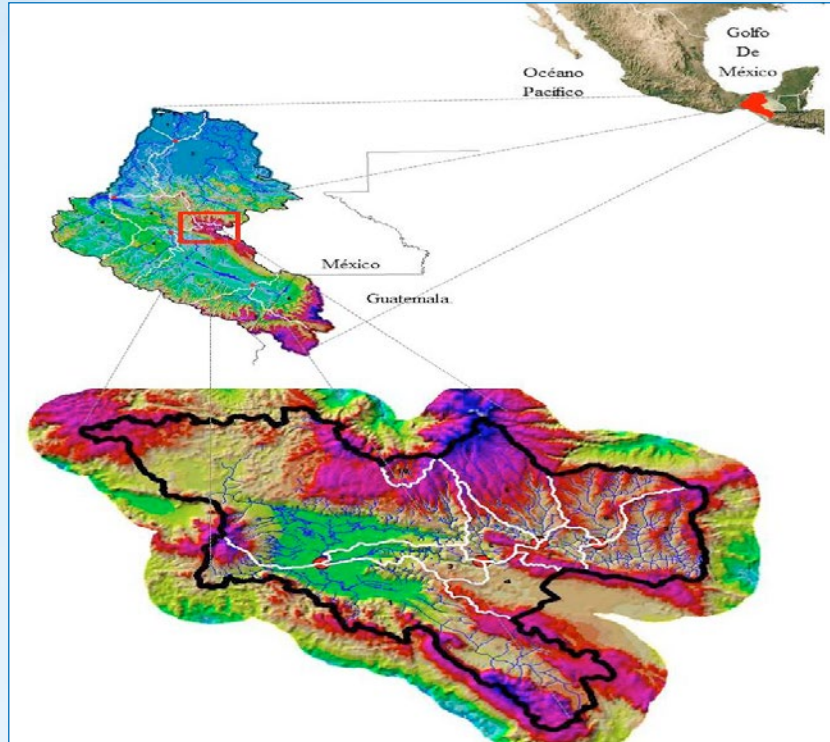 Golfo
De
México
Océano
Pacífico
México
Guatemala.